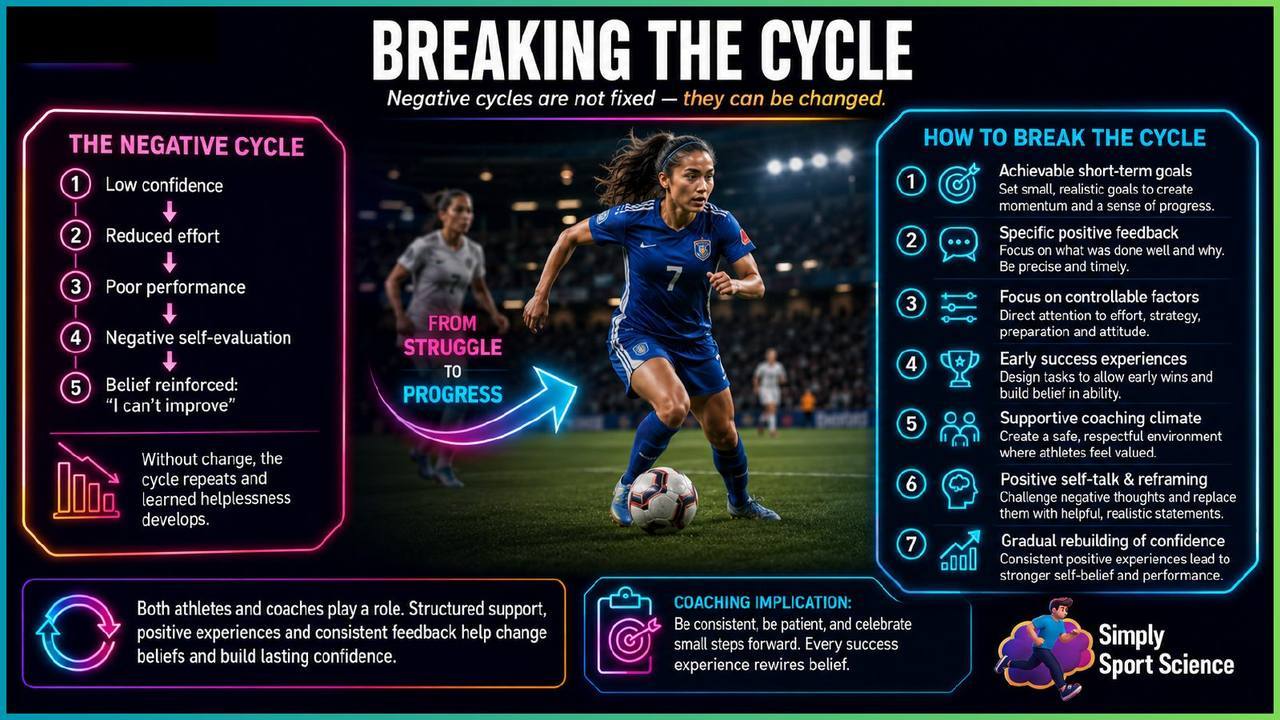 BREAKING THE CYCLE
Negative cycles are not fixed — they can be changed.
THE NEGATIVE CYCLE
1 Low confidence
2 Reduced effort
3 Poor performance
4 Negative self-evaluation
5 Belief reinforced:
“I can’t improve”
Without change, the
cycle repeats and
learned helplessness
develops.
FROM
STRUGGLE
TO
PROGRESS
7
HOW TO BREAK THE CYCLE
1 Achievable short-term goals
Set small, realistic goals to create
momentum and a sense of progress.
2 Specific positive feedback
Focus on what was done well and why.
Be precise and timely.
3 Focus on controllable factors
Direct attention to effort, strategy,
preparation and attitude.
4 Early success experiences
Design tasks to allow early wins and
build belief in ability.
5 Supportive coaching climate
Create a safe, respectful environment
where athletes feel valued.
6 Positive self-talk & reframing
Challenge negative thoughts and replace
them with helpful, realistic statements.
7 Gradual rebuilding of confidence
Consistent positive experiences lead to
stronger self-belief and performance.
Both athletes and coaches play a role. Structured support,
positive experiences and consistent feedback help change
beliefs and build lasting confidence.
COACHING IMPLICATION:
Be consistent, be patient, and celebrate
small steps forward. Every success
experience rewires belief.
Simply
Sport Science